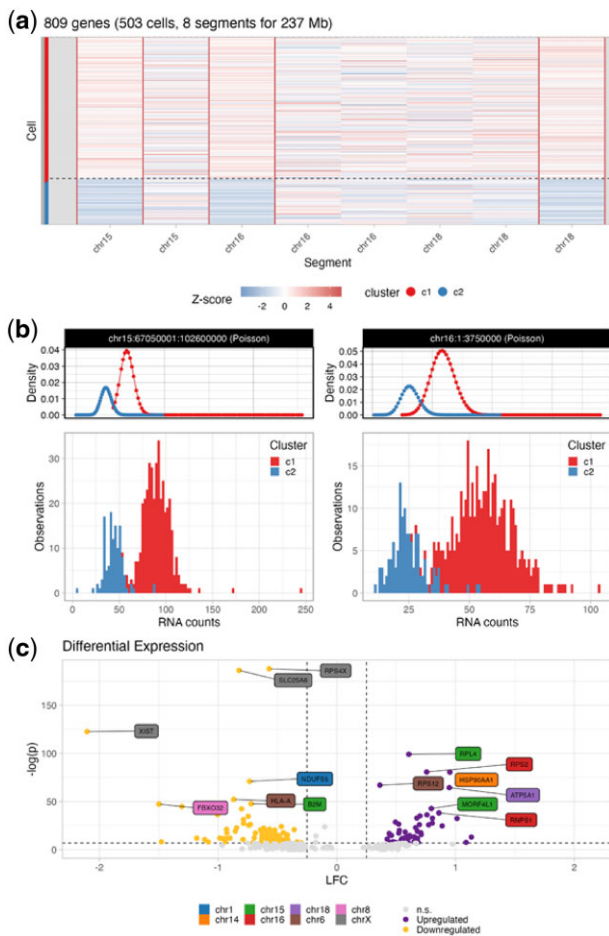 (a) 809 genes (503 cells, 8 segments for 237 Mb)
Cell
chr15 chr15 chr16 chr16 chr16 chr18 chr18 chr18
Segment
Z-score -2 0 2 4 cluster c1 c2
(b)
chr15:67050001:102600000 (Poisson)
Density
0.04
0.03
0.02
0.01
0.00
Observations
30
20
10
0
Cluster
c1
c2
0 50 100 150 200 250
RNA counts
chr16:1:3750000 (Poisson)
Density
0.05
0.04
0.03
0.02
0.01
0.00
Observations
15
10
5
0
Cluster
c1
c2
25 50 75 100
RNA counts
(c) Differential Expression
-log(p)
200
150
100
50
0
RPS4X
SLC25A6
XIST
RPL4
RPS2
NDUFS5
RPS12
HSP90AA1
ATP5A1
HLA-A
B2M
FBXO32
MORF4L1
RNPS1
-2 -1 0 1 2
LFC
chr1 chr15 chr18 chr8 n.s.
chr14 chr16 chr6 chrX Upregulated
Downregulated